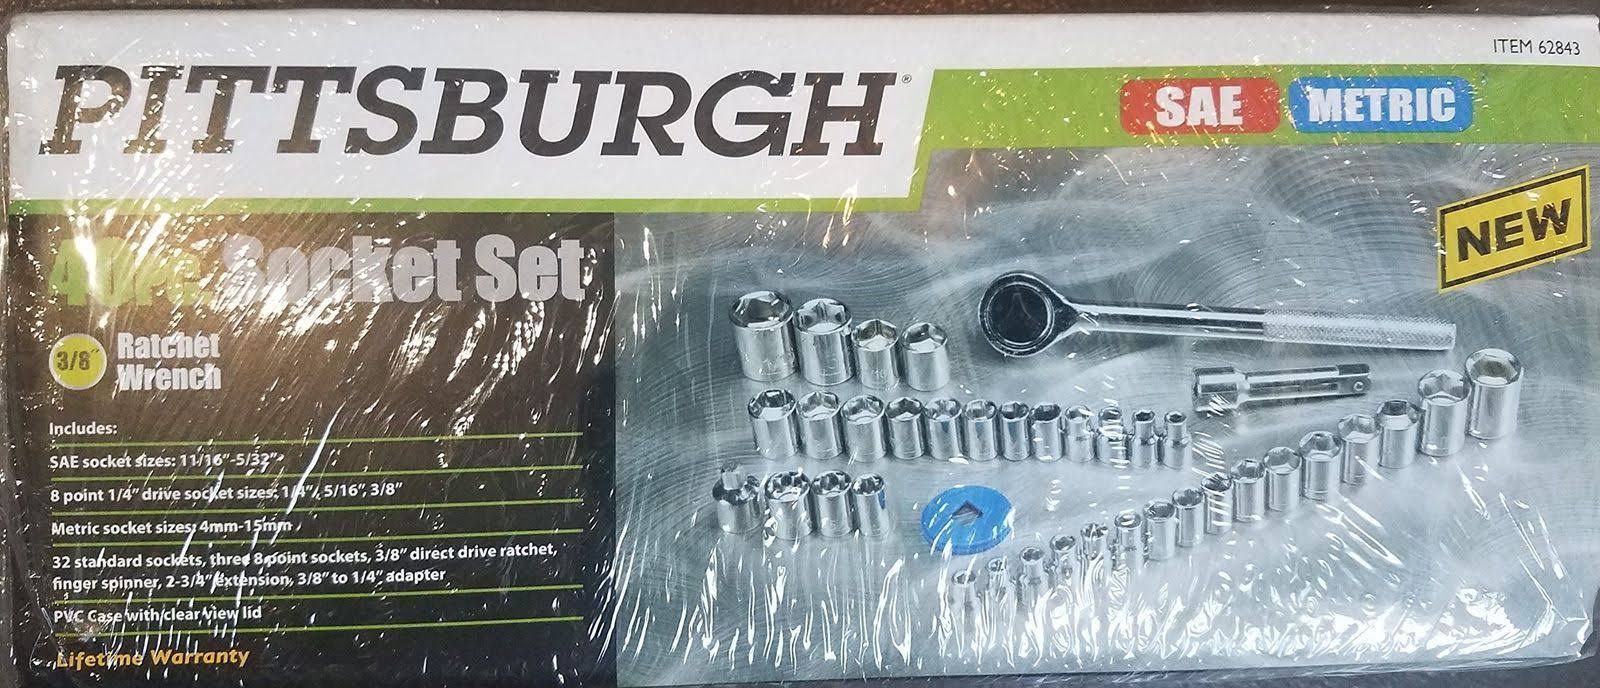 ITEM 62843
PITTSBURGH®
SAE METRIC
NEW
40Pc. Socket Set
3/8" Ratchet
Wrench
Includes:
SAE socket sizes: 11/16"-5/32"
8 point 1/4" drive socket sizes: 1/4", 5/16", 3/8"
Metric socket sizes: 4mm-15mm
32 standard sockets, three 8 point sockets, 3/8" direct drive ratchet,
finger spinner, 2-3/4" extension, 3/8" to 1/4" adapter
PVC Case with clear view lid
Lifetime Warranty